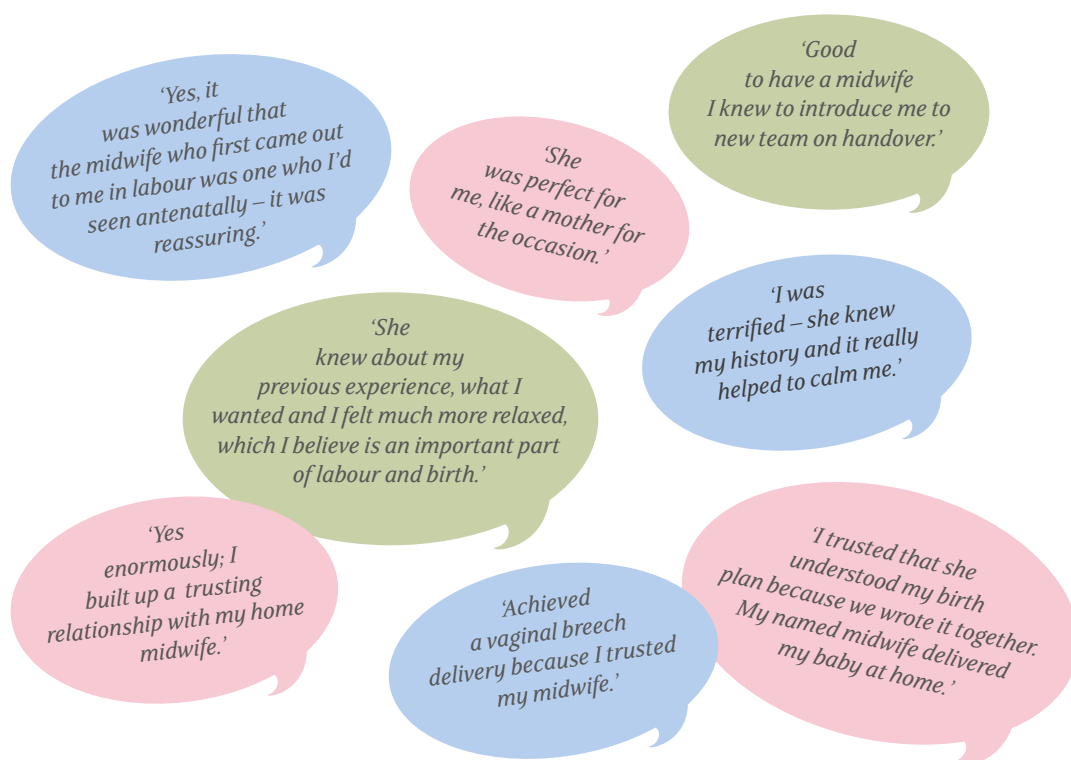 ‘Yes, it
was wonderful that
the midwife who first came out
to me in labour was one who I’d
seen antenatally – it was
reassuring.’
‘She
was perfect for
me, like a mother for
the occasion.’
‘Good
to have a midwife
I knew to introduce me to
new team on handover.’
‘She
knew about my
previous experience, what I
wanted and I felt much more relaxed,
which I believe is an important part
of labour and birth.’
‘I was
terrified – she knew
my history and it really
helped to calm me.’
‘Yes
enormously; I
built up a trusting
relationship with my home
midwife.’
‘Achieved
a vaginal breech
delivery because I trusted
my midwife.’
‘I trusted that she
understood my birth
plan because we wrote it together.
My named midwife delivered
my baby at home.’